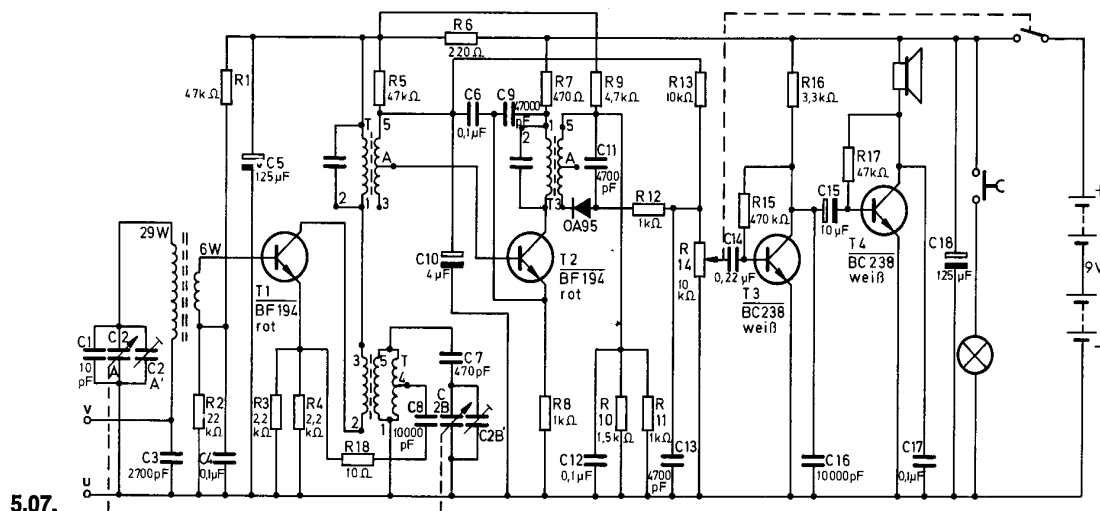 R6
220Ω
R1
47kΩ
C5
125µF
T
5
R5
47kΩ
C6
0,1µF
C9
47000
pF
R7
470Ω
R9
4,7kΩ
R13
10kΩ
R16
3,3kΩ
A
2
1
3
2
1
5
A
T3
C11
4700
pF
OA95
R12
1kΩ
R17
47kΩ
R15
470kΩ
C15
10µF
T4
BC238
weiß
C18
125µF
+
9V
−
29W
6W
T1
BF194
rot
C10
4µF
T2
BF194
rot
R
14
10
kΩ
C14
0,22µF
T3
BC238
weiß
C1
10
pF
C2
A
C2
A'
V
R2
22
kΩ
R3
2,2
kΩ
R4
2,2
kΩ
3
5
T
4
2
1
C7
470pF
C8
10000
pF
C
2B
C2B'
R18
10Ω
R8
1kΩ
R
10
1,5kΩ
R
11
1kΩ
C3
2700pF
C4
0,1µF
C12
0,1µF
C13
4700
pF
C16
10000pF
C17
0,1µF
U
5.07.